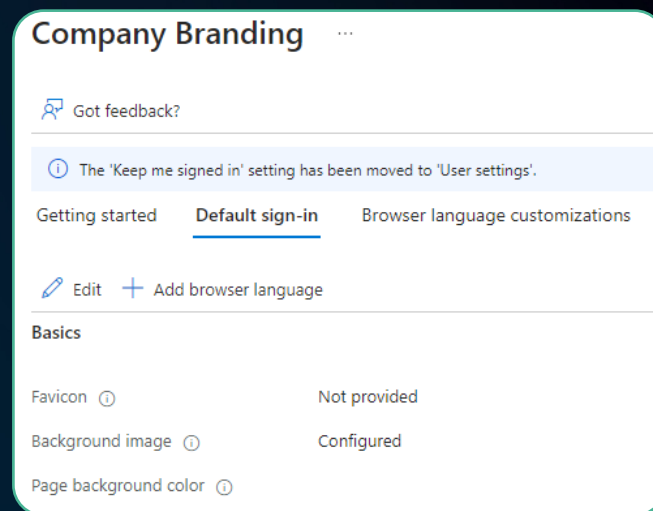 Company Branding ...
Got feedback?
The 'Keep me signed in' setting has been moved to 'User settings'.
Getting started Default sign-in Browser language customizations
Edit Add browser language
Basics
Favicon Not provided
Background image Configured
Page background color